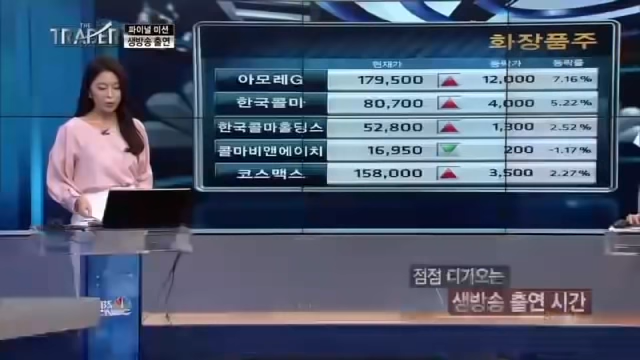 THE TRADER
파이널 미션
생방송 출연
화장품주
현재가 등락가 등락률
아모레G 179,500 12,000 7.16%
한국콜마 80,700 4,000 5.22%
한국콜마홀딩스 52,800 1,300 2.52%
콜마비앤에이치 16,950 200 -1.17%
코스맥스 158,000 3,500 2.27%
점점 다가오는
생방송 출연 시간